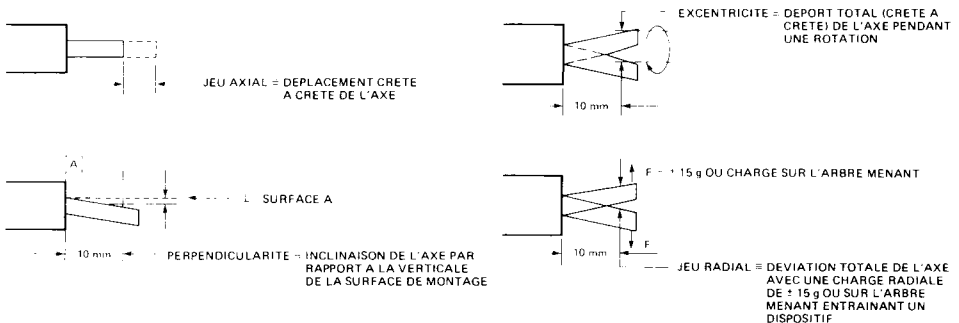 JEU AXIAL = DEPLACEMENT CRETE
A CRETE DE L'AXE
EXCENTRICITE = DEPORT TOTAL (CRETE A
CRETE) DE L'AXE PENDANT
UNE ROTATION
10 mm
A
SURFACE A
10 mm
PERPENDICULARITE = INCLINAISON DE L'AXE PAR
RAPPORT A LA VERTICALE
DE LA SURFACE DE MONTAGE
F = ± 15 g OU CHARGE SUR L'ARBRE MENANT
10 mm
F
JEU RADIAL = DEVIATION TOTALE DE L'AXE
AVEC UNE CHARGE RADIALE
DE ± 15 g OU SUR L'ARBRE
MENANT ENTRAINANT UN
DISPOSITIF